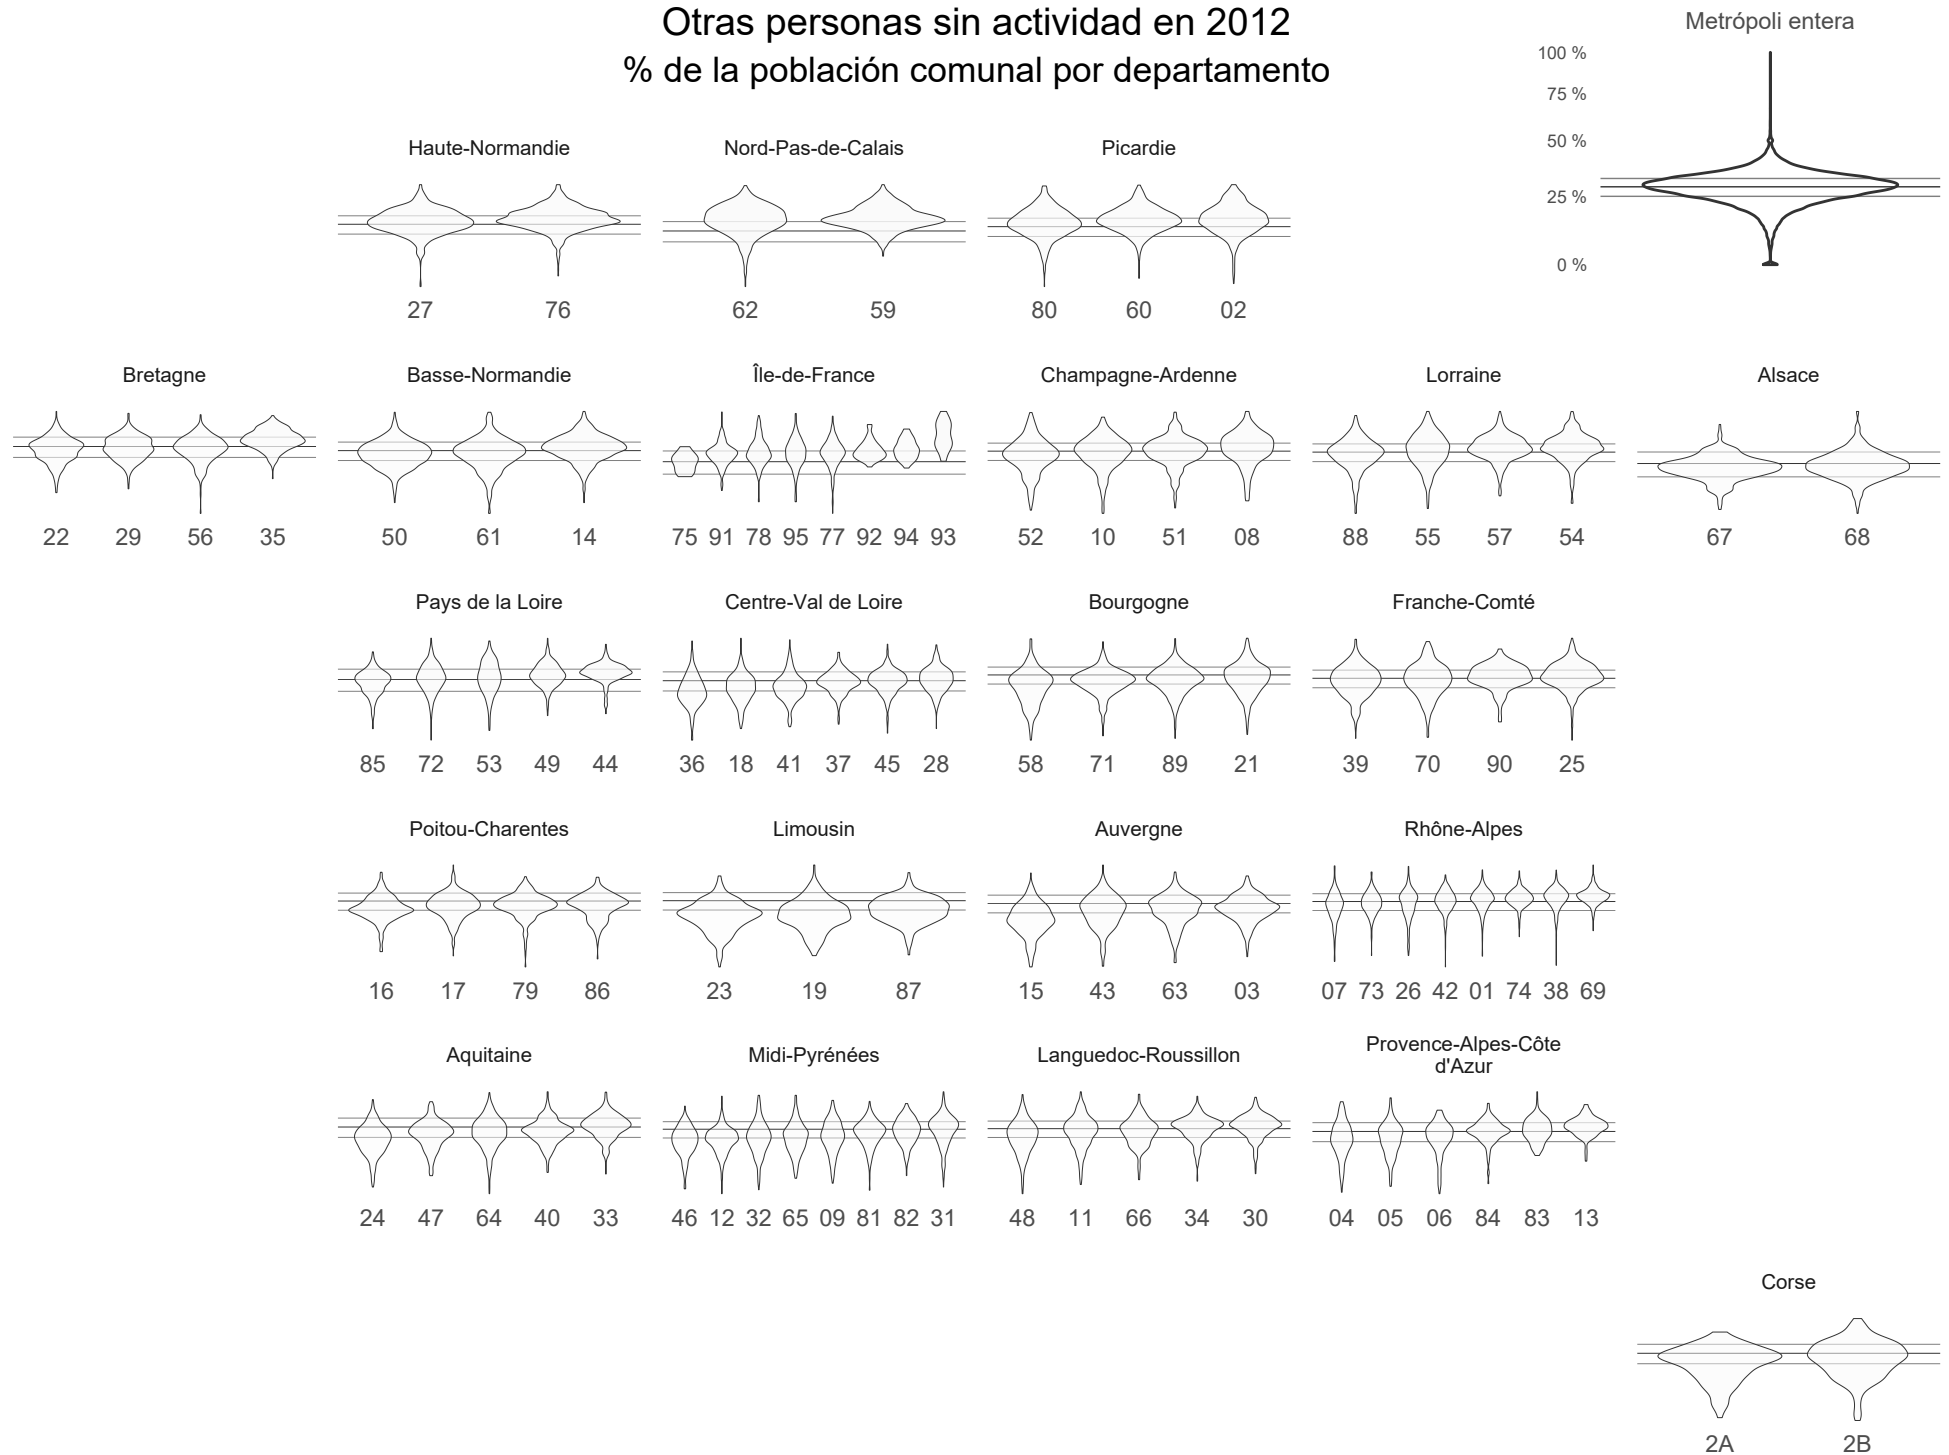 Otras personas sin actividad en 2012
% de la población comunal por departamento
Metrópoli entera
100 %
75 %
50 %
25 %
0 %
Haute-Normandie
27 76
Nord-Pas-de-Calais
62 59
Picardie
80 60 02
Bretagne
22 29 56 35
Basse-Normandie
50 61 14
Île-de-France
75 91 78 95 77 92 94 93
Champagne-Ardenne
52 10 51 08
Lorraine
88 55 57 54
Alsace
67 68
Pays de la Loire
85 72 53 49 44
Centre-Val de Loire
36 18 41 37 45 28
Bourgogne
58 71 89 21
Franche-Comté
39 70 90 25
Poitou-Charentes
16 17 79 86
Limousin
23 19 87
Auvergne
15 43 63 03
Rhône-Alpes
07 73 26 42 01 74 38 69
Aquitaine
24 47 64 40 33
Midi-Pyrénées
46 12 32 65 09 81 82 31
Languedoc-Roussillon
48 11 66 34 30
Provence-Alpes-Côte
d'Azur
04 05 06 84 83 13
Corse
2A 2B